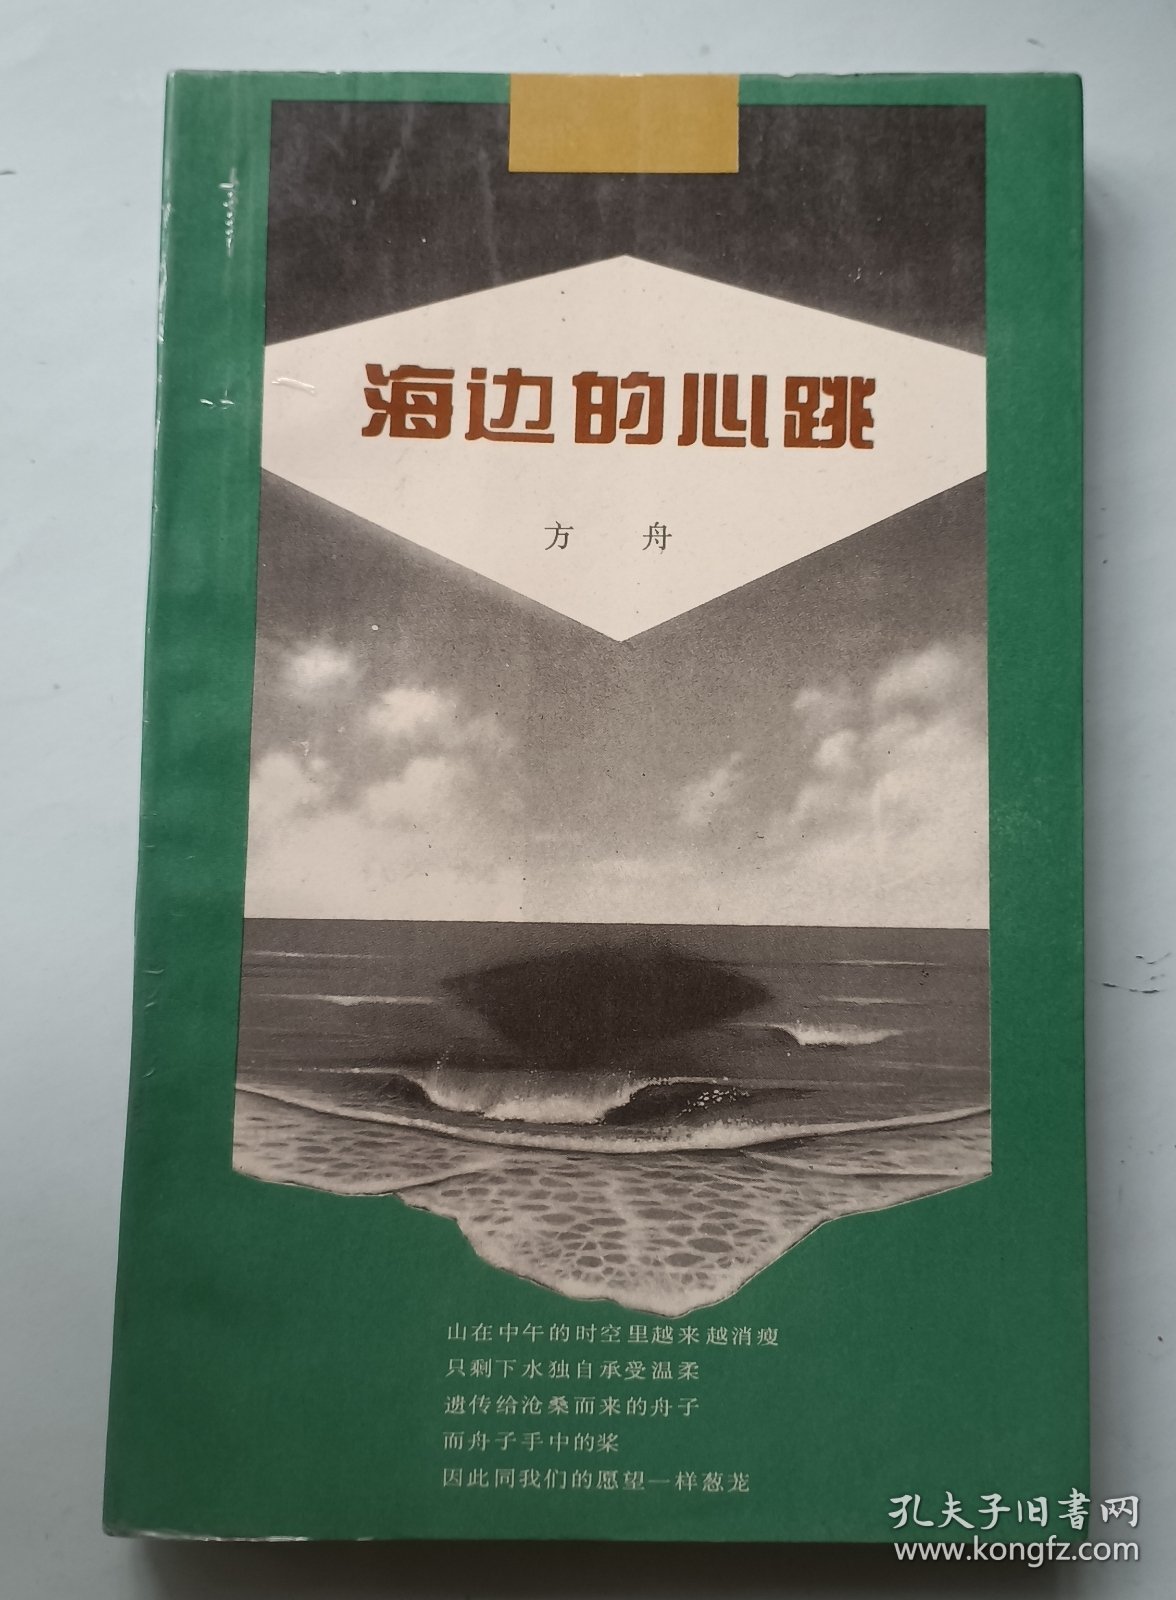 海边的心跳
方 舟
山在中午的时空里越来越消瘦
只剩下水独自承受温柔
遗传给沧桑而来的舟子
而舟子手中的桨
因此同我们的愿望一样葱茏
孔夫子旧书网
www.kongfz.com